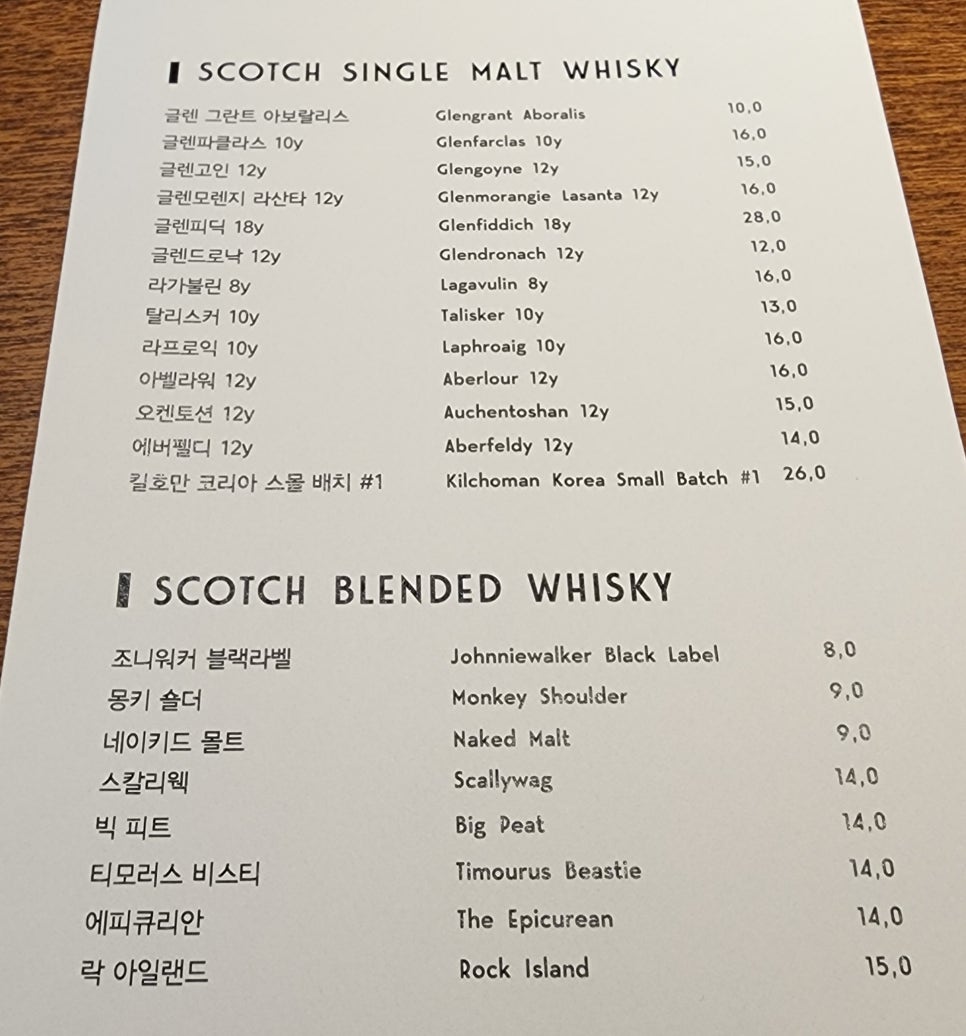 SCOTCH SINGLE MALT WHISKY
글렌 그란트 아보랄리스 Glengrant Aboralis 10,0
글렌파클라스 10y Glenfarclas 10y 16,0
글렌고인 12y Glengoyne 12y 15,0
글렌모렌지 라산타 12y Glenmorangie Lasanta 12y 16,0
글렌피딕 18y Glenfiddich 18y 28,0
글렌드로낙 12y Glendronach 12y 12,0
라가불린 8y Lagavulin 8y 16,0
탈리스커 10y Talisker 10y 13,0
라프로익 10y Laphroaig 10y 16,0
아벨라워 12y Aberlour 12y 16,0
오켄토션 12y Auchentoshan 12y 15,0
에버펠디 12y Aberfeldy 12y 14,0
킬호만 코리아 스몰 배치 #1 Kilchoman Korea Small Batch #1 26,0
SCOTCH BLENDED WHISKY
조니워커 블랙라벨 Johnniewalker Black Label 8,0
몽키 숄더 Monkey Shoulder 9,0
네이키드 몰트 Naked Malt 9,0
스칼리웩 Scallywag 14,0
빅 피트 Big Peat 14,0
티모러스 비스티 Timourus Beastie 14,0
에피큐리안 The Epicurean 14,0
락 아일랜드 Rock Island 15,0